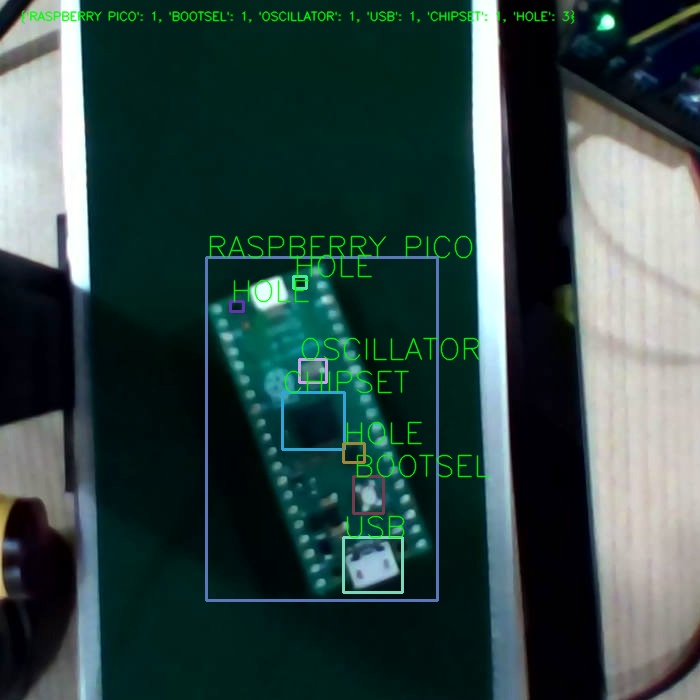 {'RASPBERRY PICO': 1, 'BOOTSEL': 1, 'OSCILLATOR': 1, 'USB': 1, 'CHIPSET': 1, 'HOLE': 3}
RASPBERRY PICO
HOLE
HOLE
OSCILLATOR
CHIPSET
HOLE
BOOTSEL
USB